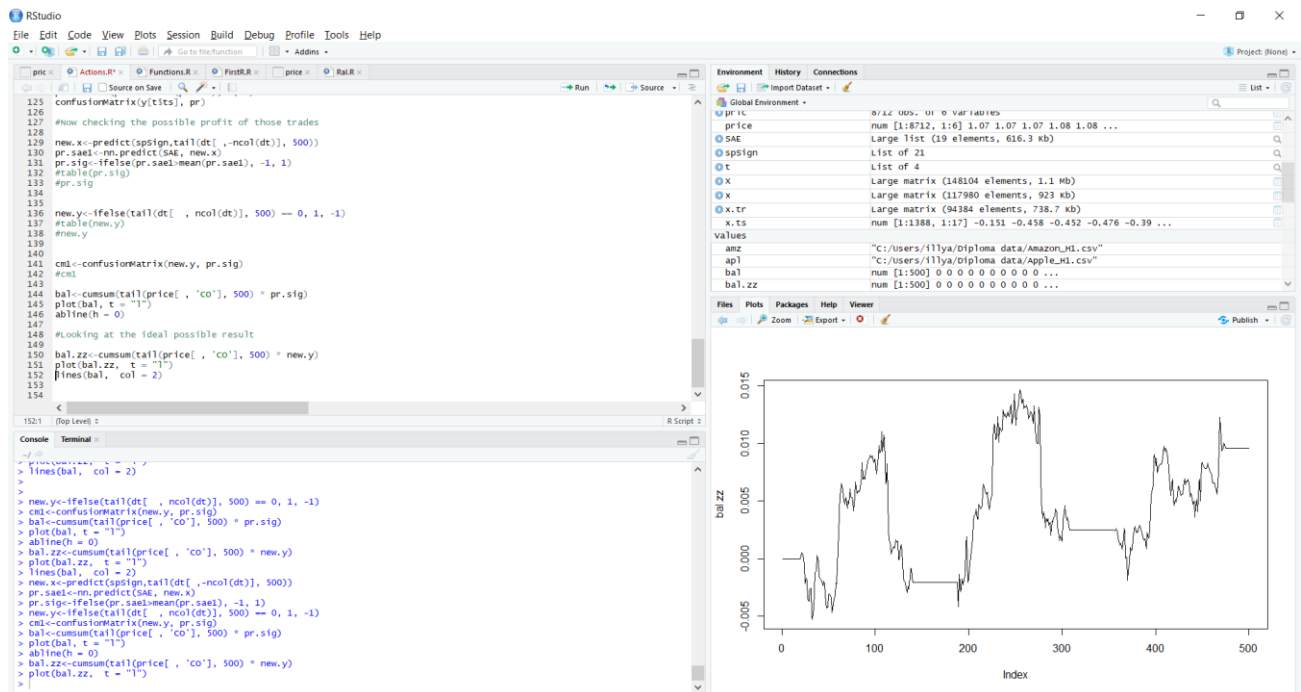 RStudio
File Edit Code View Plots Session Build Debug Profile Tools Help
Go to file/function Addins
Project: (None)
pric Actions.R* Functions.R FirstR.R price Ral.R
Source on Save Run Source
125 confusionMatrix(y[t$ts], pr)
126
127 #Now checking the possible profit of those trades
128
129 new.x<-predict(spSign,tail(dt[ ,-ncol(dt)], 500))
130 pr.sae1<-nn.predict(SAE, new.x)
131 pr.sig<-ifelse(pr.sae1>mean(pr.sae1), -1, 1)
132 #table(pr.sig)
133 #pr.sig
134
135
136 new.y<-ifelse(tail(dt[ , ncol(dt)], 500) == 0, 1, -1)
137 #table(new.y)
138 #new.y
139
140
141 cm1<-confusionMatrix(new.y, pr.sig)
142 #cm1
143
144 bal<-cumsum(tail(price[ , 'CO'], 500) * pr.sig)
145 plot(bal, t = "l")
146 abline(h = 0)
147
148 #Looking at the ideal possible result
149
150 bal.zz<-cumsum(tail(price[ , 'CO'], 500) * new.y)
151 plot(bal.zz, t = "l")
152 lines(bal, col = 2)
153
154
152:1 (Top Level) R Script
Console Terminal
~/
> plot(bal.zz, t = "l")
> lines(bal, col = 2)
>
>
> new.y<-ifelse(tail(dt[ , ncol(dt)], 500) == 0, 1, -1)
> cm1<-confusionMatrix(new.y, pr.sig)
> bal<-cumsum(tail(price[ , 'CO'], 500) * pr.sig)
> plot(bal, t = "l")
> abline(h = 0)
> bal.zz<-cumsum(tail(price[ , 'CO'], 500) * new.y)
> plot(bal.zz, t = "l")
> lines(bal, col = 2)
> new.x<-predict(spSign,tail(dt[ ,-ncol(dt)], 500))
> pr.sae1<-nn.predict(SAE, new.x)
> pr.sig<-ifelse(pr.sae1>mean(pr.sae1), -1, 1)
> new.y<-ifelse(tail(dt[ , ncol(dt)], 500) == 0, 1, -1)
> cm1<-confusionMatrix(new.y, pr.sig)
> bal<-cumsum(tail(price[ , 'CO'], 500) * pr.sig)
> plot(bal, t = "l")
> abline(h = 0)
> bal.zz<-cumsum(tail(price[ , 'CO'], 500) * new.y)
> plot(bal.zz, t = "l")
>
Environment History Connections
Import Dataset List
Global Environment
pric 8712 obs. of 6 variables
price num [1:8712, 1:6] 1.07 1.07 1.07 1.08 1.08 ...
SAE Large list (19 elements, 616.3 Kb)
spSign List of 21
t List of 4
X Large matrix (148104 elements, 1.1 Mb)
x Large matrix (117980 elements, 923 Kb)
x.tr Large matrix (94384 elements, 738.7 Kb)
x.ts num [1:1388, 1:17] -0.151 -0.458 -0.452 -0.476 -0.39 ...
values
amz "C:/Users/illya/Diploma data/Amazon_H1.csv"
apl "C:/Users/illya/Diploma data/Apple_H1.csv"
bal num [1:500] 0 0 0 0 0 0 0 0 0 0 ...
bal.zz num [1:500] 0 0 0 0 0 0 0 0 0 0 ...
Files Plots Packages Help Viewer
Zoom Export Publish
bal.zz
0.015
0.010
0.005
0.000
-0.005
0 100 200 300 400 500
Index